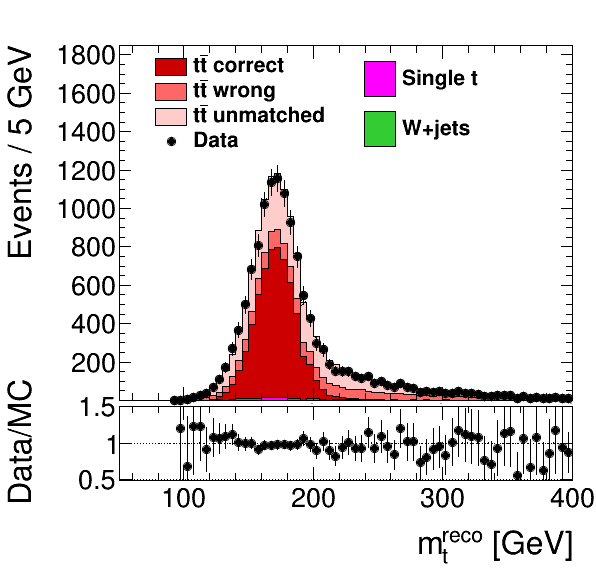 Events / 5 GeV
1800
1600
1400
1200
1000
800
600
400
200
tt̄ correct
tt̄ wrong
tt̄ unmatched
Data
Single t
W+jets
Data/MC
1.5
1
0.5
100 200 300 400
m_t^reco [GeV]